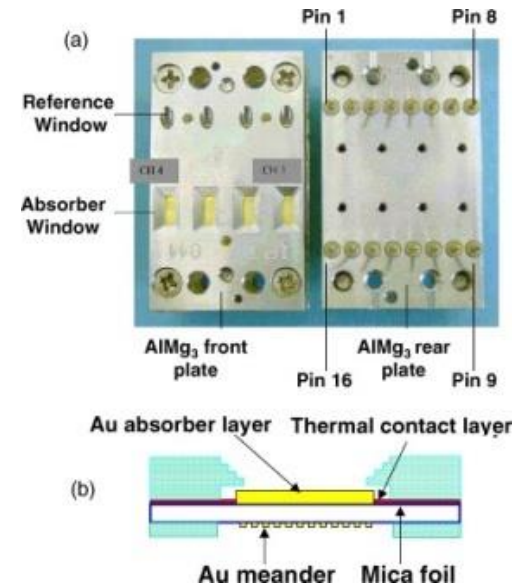 (a)
Pin 1
Pin 8
Reference
Window
CH 4
CH 1
Absorber
Window
AlMg₃ front
plate
AlMg₃ rear
plate
Pin 16
Pin 9
Au absorber layer
Thermal contact layer
(b)
Au meander
Mica foil